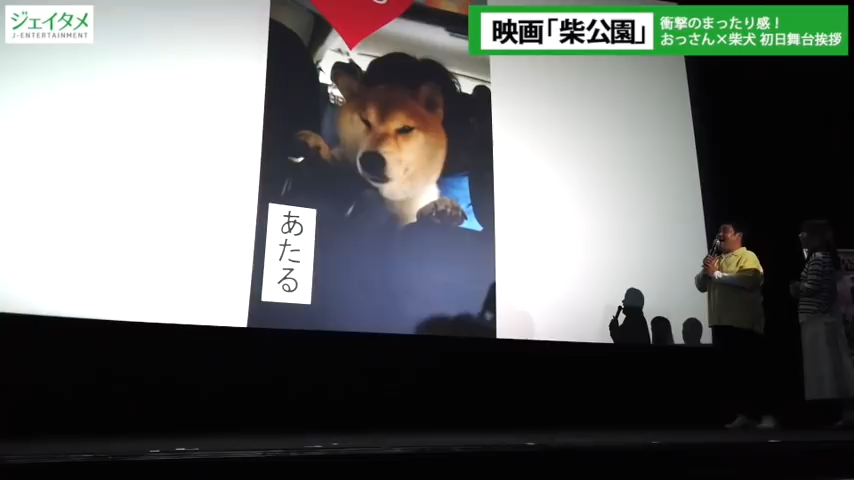 ジェイタメ
J-ENTERTAINMENT
映画「柴公園」
衝撃のまったり感!
おっさん×柴犬 初日舞台挨拶
あたる